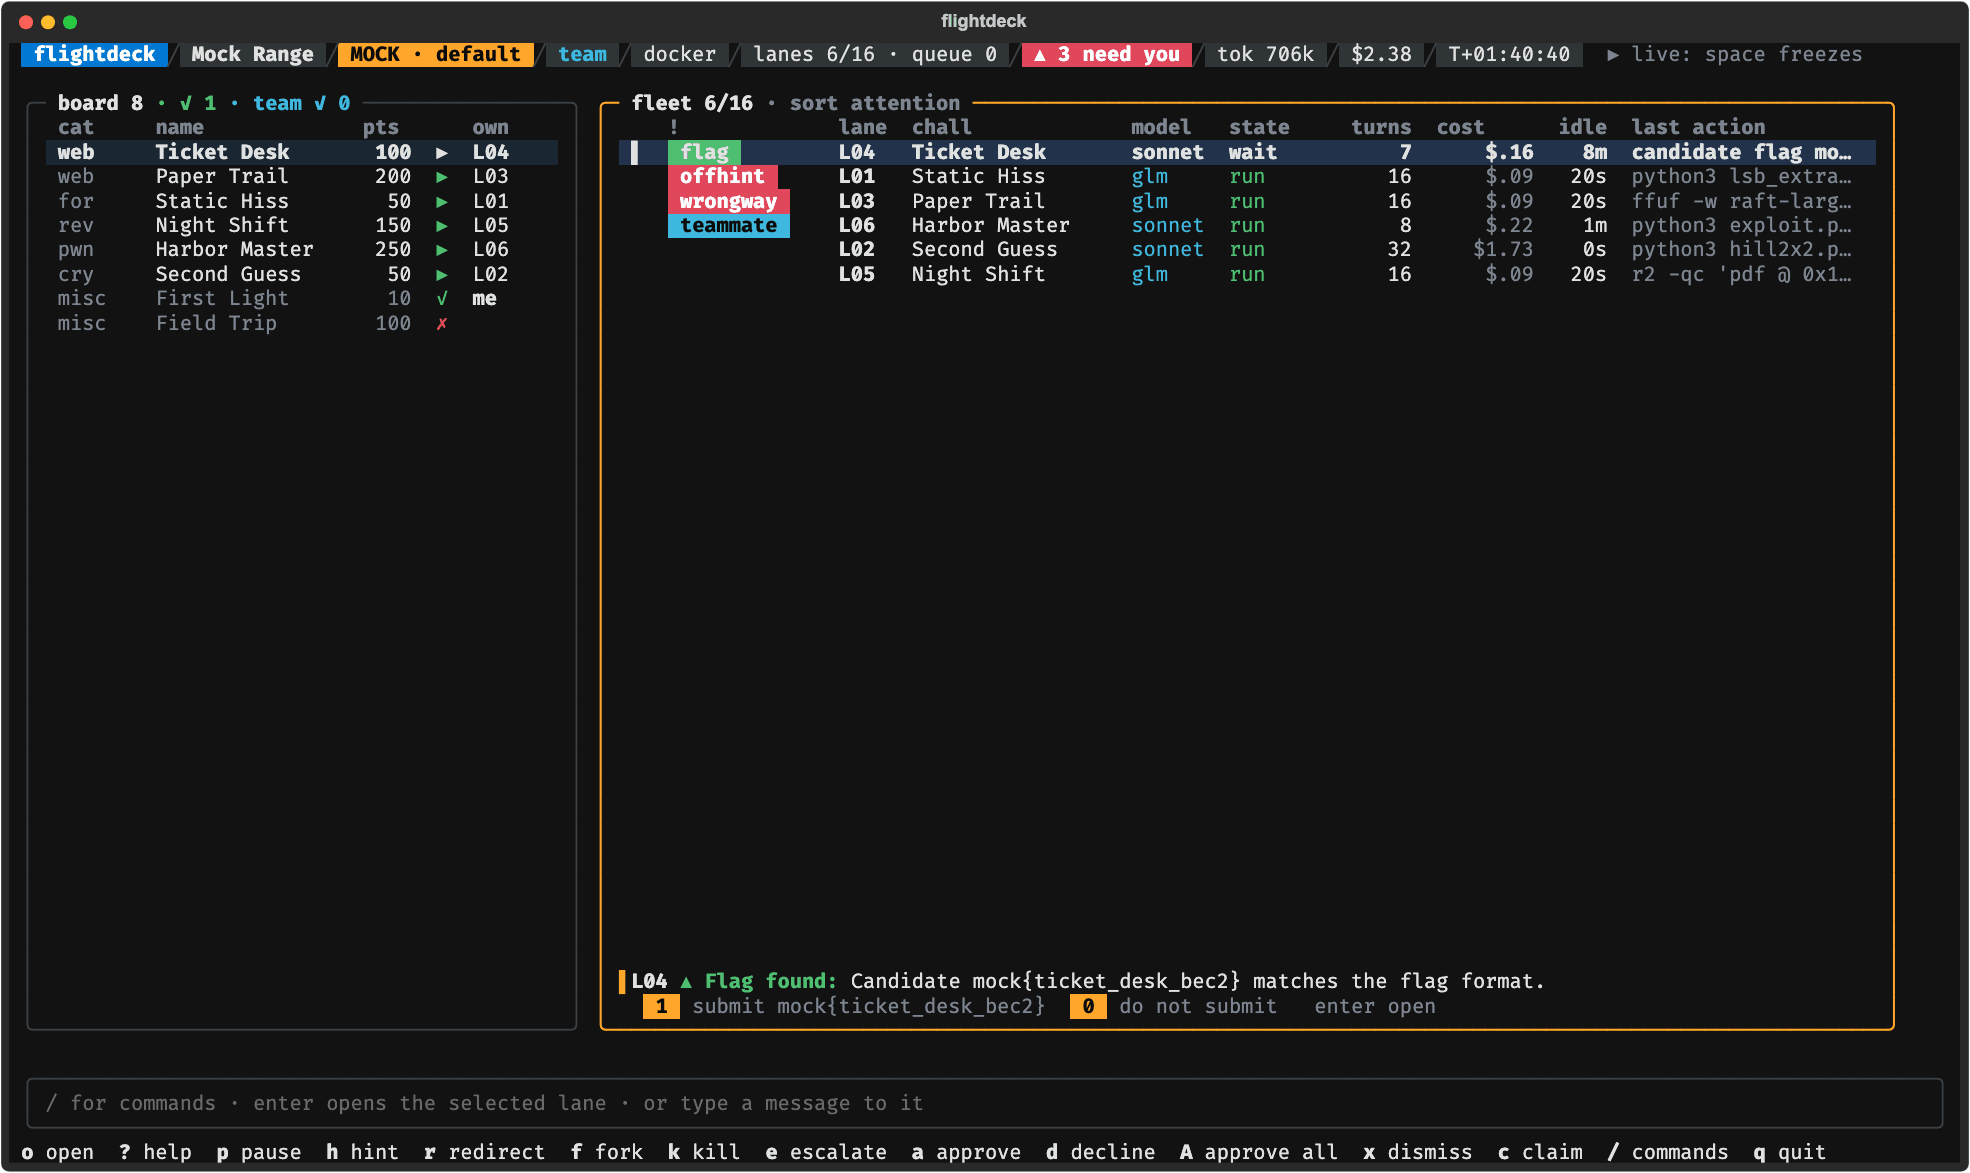 flightdeck
flightdeck / Mock Range / MOCK · default / team / docker / lanes 6/16 · queue 0 / ▲ 3 need you / tok 706k / $2.38 / T+01:40:40 ▶ live: space freezes
board 8 · √ 1 · team √ 0
cat name pts own
web Ticket Desk 100 ▶ L04
web Paper Trail 200 ▶ L03
for Static Hiss 50 ▶ L01
rev Night Shift 150 ▶ L05
pwn Harbor Master 250 ▶ L06
cry Second Guess 50 ▶ L02
misc First Light 10 √ me
misc Field Trip 100 ✗
fleet 6/16 · sort attention
! lane chall model state turns cost idle last action
flag L04 Ticket Desk sonnet wait 7 $.16 8m candidate flag mo…
offhint L01 Static Hiss glm run 16 $.09 20s python3 lsb_extra…
wrongway L03 Paper Trail glm run 16 $.09 20s ffuf -w raft-larg…
teammate L06 Harbor Master sonnet run 8 $.22 1m python3 exploit.p…
L02 Second Guess sonnet run 32 $1.73 0s python3 hill2x2.p…
L05 Night Shift glm run 16 $.09 20s r2 -qc 'pdf @ 0x1…
L04 ▲ Flag found: Candidate mock{ticket_desk_bec2} matches the flag format.
1 submit mock{ticket_desk_bec2} 0 do not submit enter open
/ for commands · enter opens the selected lane · or type a message to it
o open ? help p pause h hint r redirect f fork k kill e escalate a approve d decline A approve all x dismiss c claim / commands q quit